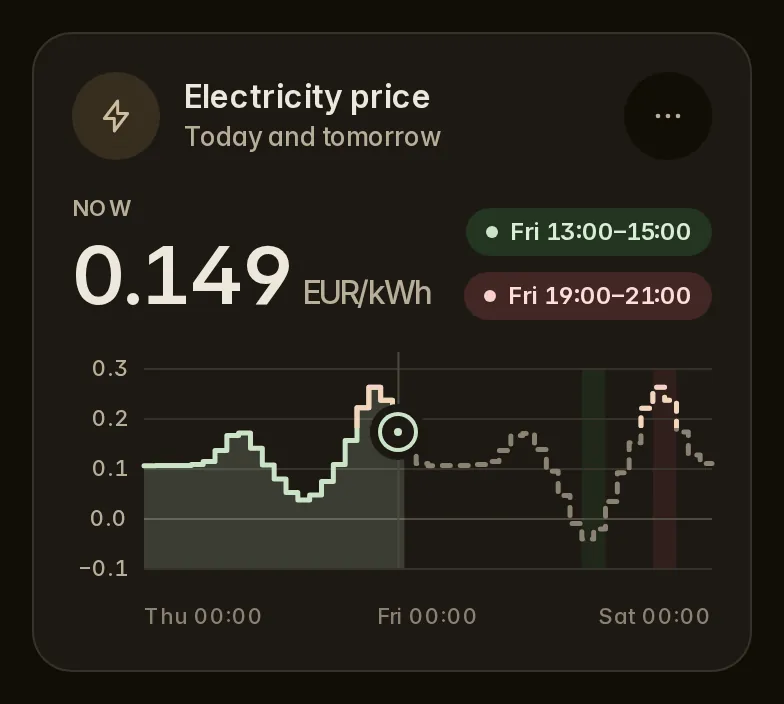 Electricity price
Today and tomorrow
NOW
0.149 EUR/kWh
Fri 13:00–15:00
Fri 19:00–21:00
0.3
0.2
0.1
0.0
−0.1
Thu 00:00
Fri 00:00
Sat 00:00